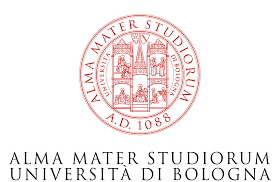 ALMA MATER STUDIORUM
UNIVERSITÀ DI BOLOGNA
A.D. 1088
ALMA MATER STUDIORUM
UNIVERSITÀ DI BOLOGNA